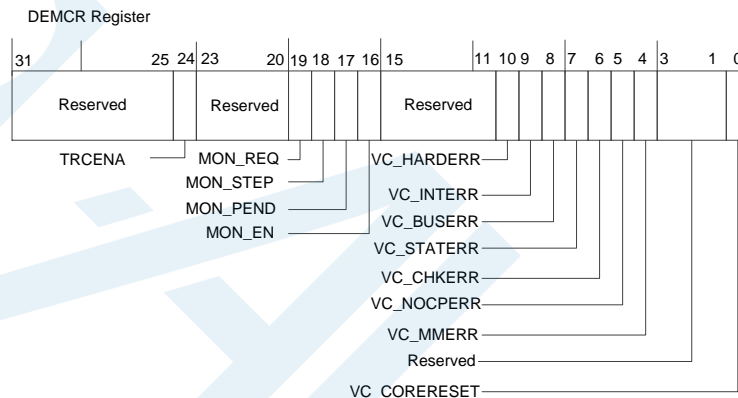 DEMCR Register
31 25 24 23 20 19 18 17 16 15 11 10 9 8 7 6 5 4 3 1 0
Reserved Reserved Reserved
TRCENA MON_REQ VC_HARDERR
MON_STEP
VC_INTERR
MON_PEND
VC_BUSERR
MON_EN
VC_STATERR
VC_CHKERR
VC_NOCPERR
VC_MMERR
Reserved
VC_CORERESET